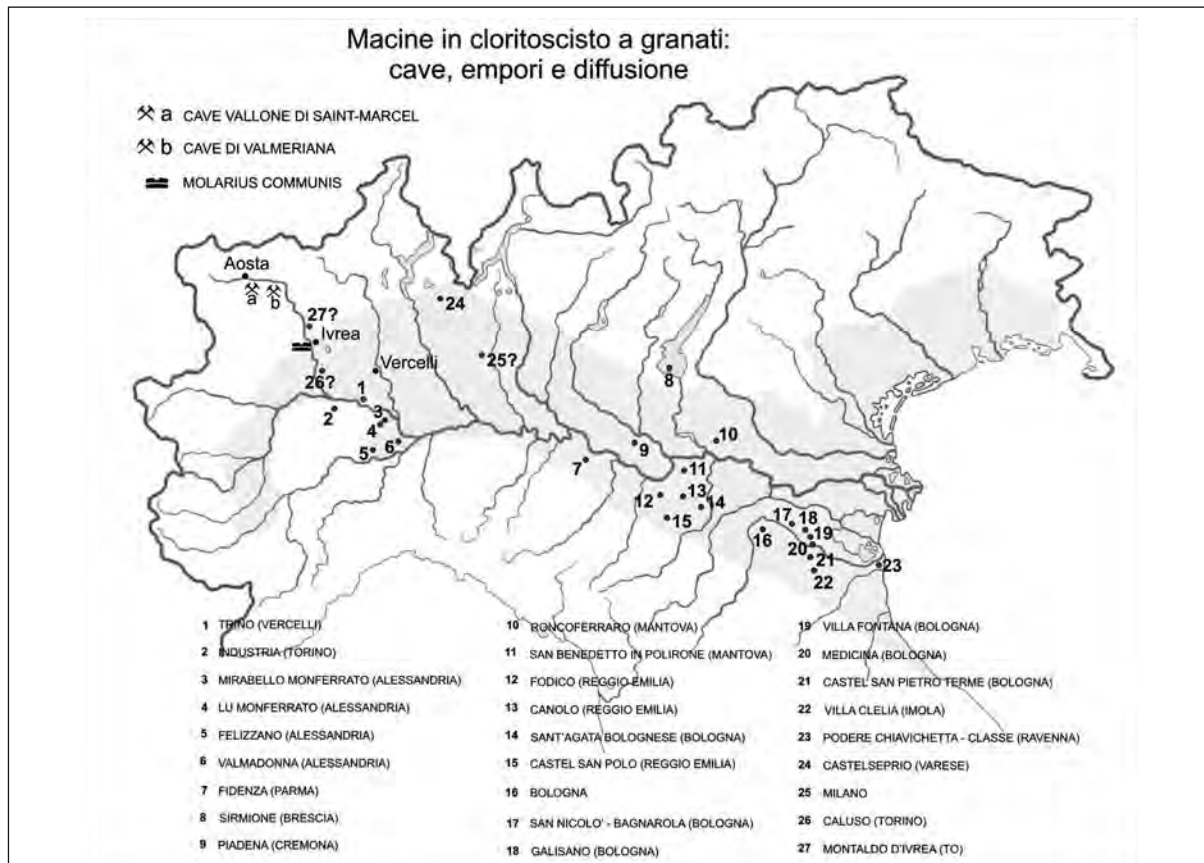 Macine in cloritoscisto a granati:
cave, empori e diffusione
a CAVE VALLONE DI SAINT-MARCEL
b CAVE DI VALMERIANA
MOLARIUS COMMUNIS
Aosta
a
b
27?
Ivrea
24
Vercelli
25?
26?
1
8
2
3
4
5
6
10
9
7
11
12
13
14
15
17
18
16
19
20
21
23
22
1 TRINO (VERCELLI)
2 INDUSTRIA (TORINO)
3 MIRABELLO MONFERRATO (ALESSANDRIA)
4 LU MONFERRATO (ALESSANDRIA)
5 FELIZZANO (ALESSANDRIA)
6 VALMADONNA (ALESSANDRIA)
7 FIDENZA (PARMA)
8 SIRMIONE (BRESCIA)
9 PIADENA (CREMONA)
10 RONCOFERRARO (MANTOVA)
11 SAN BENEDETTO IN POLIRONE (MANTOVA)
12 FODICO (REGGIO EMILIA)
13 CANOLO (REGGIO EMILIA)
14 SANT'AGATA BOLOGNESE (BOLOGNA)
15 CASTEL SAN POLO (REGGIO EMILIA)
16 BOLOGNA
17 SAN NICOLO' - BAGNAROLA (BOLOGNA)
18 GALISANO (BOLOGNA)
19 VILLA FONTANA (BOLOGNA)
20 MEDICINA (BOLOGNA)
21 CASTEL SAN PIETRO TERME (BOLOGNA)
22 VILLA CLELIA (IMOLA)
23 PODERE CHIAVICHETTA - CLASSE (RAVENNA)
24 CASTELSEPRIO (VARESE)
25 MILANO
26 CALUSO (TORINO)
27 MONTALDO D'IVREA (TO)